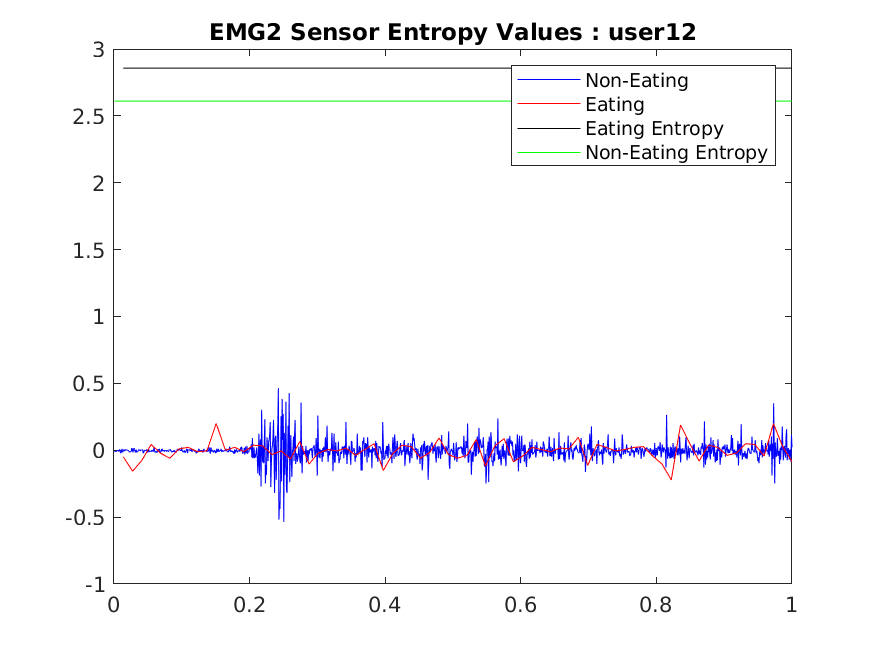 EMG2 Sensor Entropy Values : user12
3
2.5
2
1.5
1
0.5
0
-0.5
-1
Non-Eating
Eating
Eating Entropy
Non-Eating Entropy
0 0.2 0.4 0.6 0.8 1